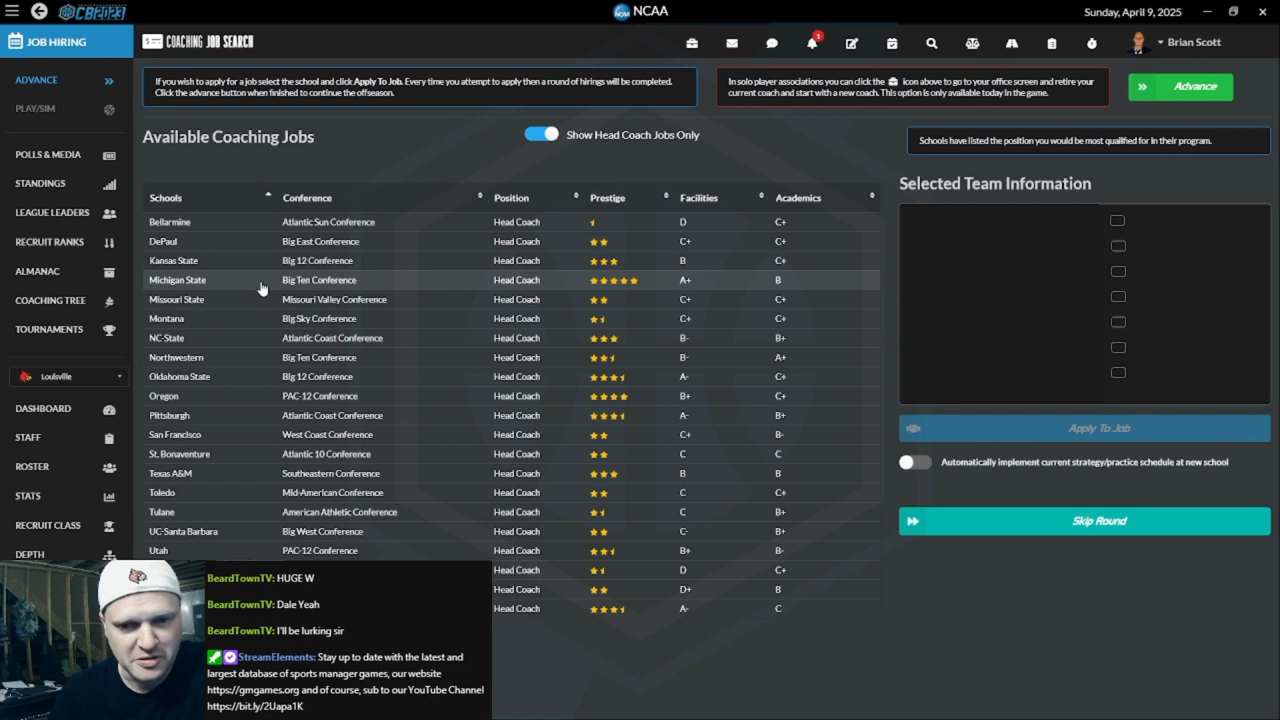 CB2023
NCAA
Sunday, April 9, 2025
JOB HIRING
COACHING JOB SEARCH
1
Brian Scott
ADVANCE
PLAY/SIM
If you wish to apply for a job select the school and click Apply To Job. Every time you attempt to apply then a round of hirings will be completed.
Click the advance button when finished to continue the offseason.
In solo player associations you can click the icon above to go to your office screen and retire your
current coach and start with a new coach. This option is only available today in the game.
Advance
Available Coaching Jobs
Show Head Coach Jobs Only
Schools have listed the position you would be most qualified for in their program.
POLLS & MEDIA
STANDINGS
LEAGUE LEADERS
RECRUIT RANKS
ALMANAC
COACHING TREE
TOURNAMENTS
Louisville
DASHBOARD
STAFF
ROSTER
STATS
RECRUIT CLASS
DEPTH
Schools Conference Position Prestige Facilities Academics
Bellarmine Atlantic Sun Conference Head Coach D C+
DePaul Big East Conference Head Coach C+ C+
Kansas State Big 12 Conference Head Coach B C+
Michigan State Big Ten Conference Head Coach A+ B
Missouri State Missouri Valley Conference Head Coach C+ C+
Montana Big Sky Conference Head Coach C+ C+
NC-State Atlantic Coast Conference Head Coach B- B+
Northwestern Big Ten Conference Head Coach B- A+
Oklahoma State Big 12 Conference Head Coach A- C+
Oregon PAC-12 Conference Head Coach B+ C+
Pittsburgh Atlantic Coast Conference Head Coach A- B+
San Francisco West Coast Conference Head Coach C+ B-
St. Bonaventure Atlantic 10 Conference Head Coach C C
Texas A&M Southeastern Conference Head Coach B B
Toledo Mid-American Conference Head Coach C C+
Tulane American Athletic Conference Head Coach C B+
UC-Santa Barbara Big West Conference Head Coach C- B+
Utah PAC-12 Conference Head Coach B+ B-
Head Coach D C+
Head Coach D+ B
Head Coach A- C
Selected Team Information
Apply To Job
Automatically implement current strategy/practice schedule at new school
Skip Round
BeardTownTV: HUGE W
BeardTownTV: Dale Yeah
BeardTownTV: I'll be lurking sir
StreamElements: Stay up to date with the latest and
largest database of sports manager games, our website
https://gmgames.org and of course, sub to our YouTube Channel
https://bit.ly/2Uapa1K